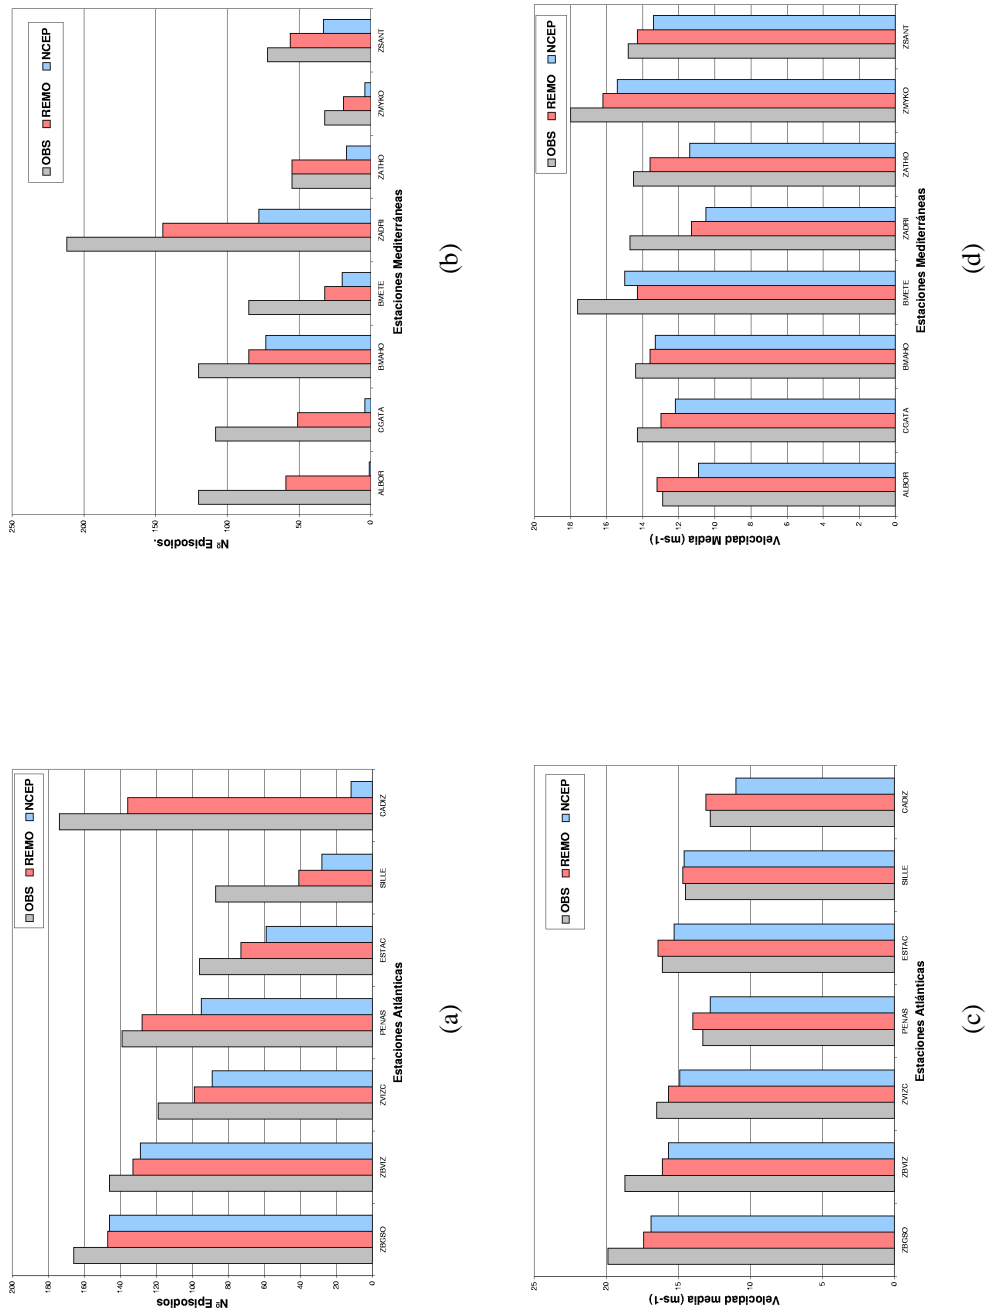 OBS REMO NCEP
200
180
160
140
120
100
80
60
40
20
0
Nº Episodios
ZBGSO ZBVIZ ZVIZC PENAS ESTAC SILLE CADIZ
Estaciones Atlánticas
(a)
OBS REMO NCEP
250
200
150
100
50
0
Nº Episodios.
ALBOR CGATA BMAHO BMETE ZADRI ZATHO ZMYKO ZSANT
Estaciones Mediterráneas
(b)
OBS REMO NCEP
25
20
15
10
5
0
Velocidad media (ms-1)
ZBGSO ZBVIZ ZVIZC PENAS ESTAC SILLE CADIZ
Estaciones Atlánticas
(c)
OBS REMO NCEP
20
18
16
14
12
10
8
6
4
2
0
Velocidad Media (ms-1)
ALBOR CGATA BMAHO BMETE ZADRI ZATHO ZMYKO ZSANT
Estaciones Mediterráneas
(d)